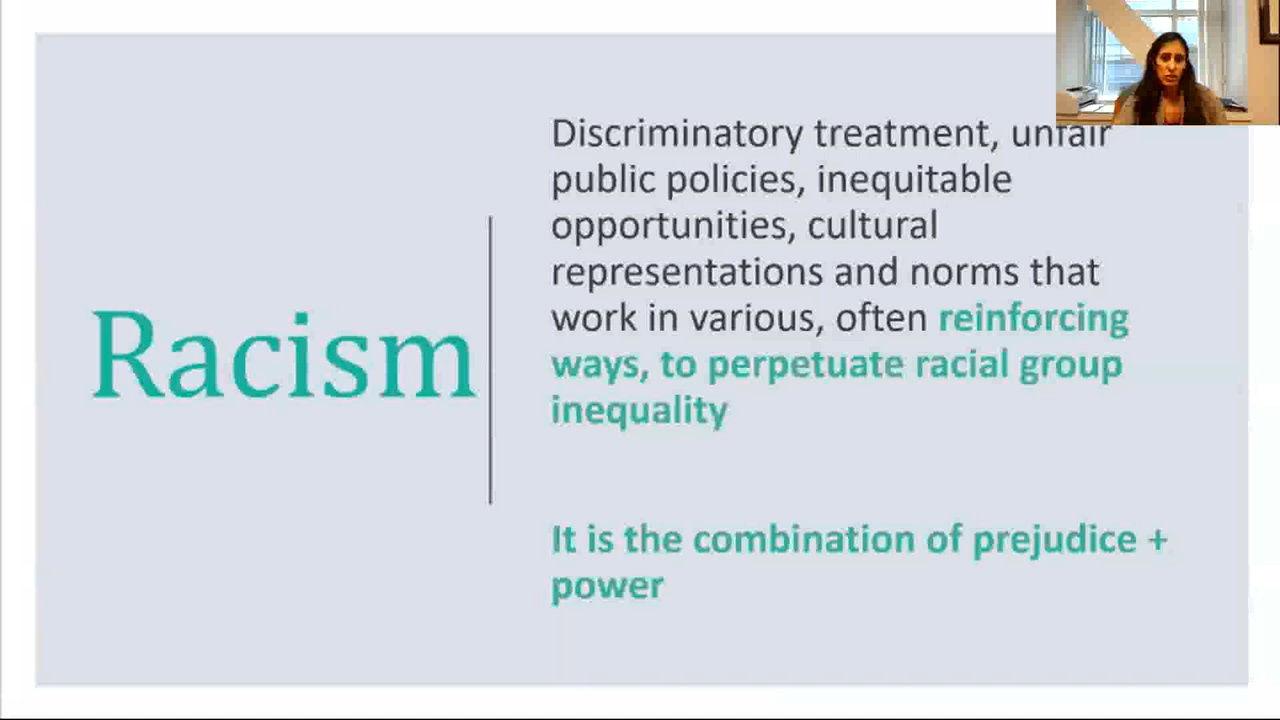 Racism
Discriminatory treatment, unfair
public policies, inequitable
opportunities, cultural
representations and norms that
work in various, often reinforcing
ways, to perpetuate racial group
inequality
It is the combination of prejudice +
power